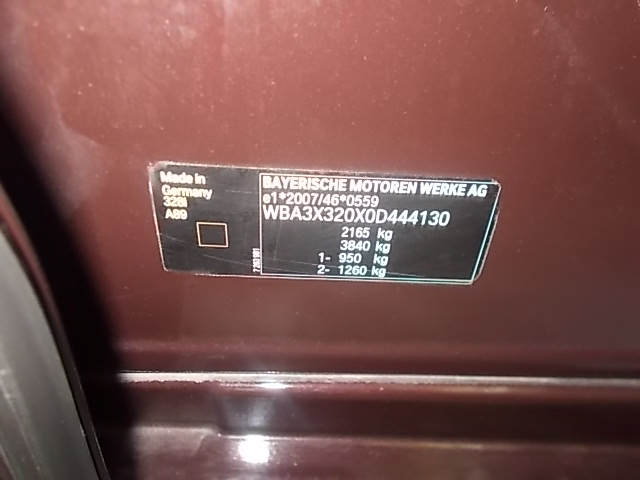 Made in
Germany
328i
A89
BAYERISCHE MOTOREN WERKE AG
e1*2007/46*0559
WBA3X320X0D444130
2165 kg
3840 kg
1- 950 kg
2- 1260 kg